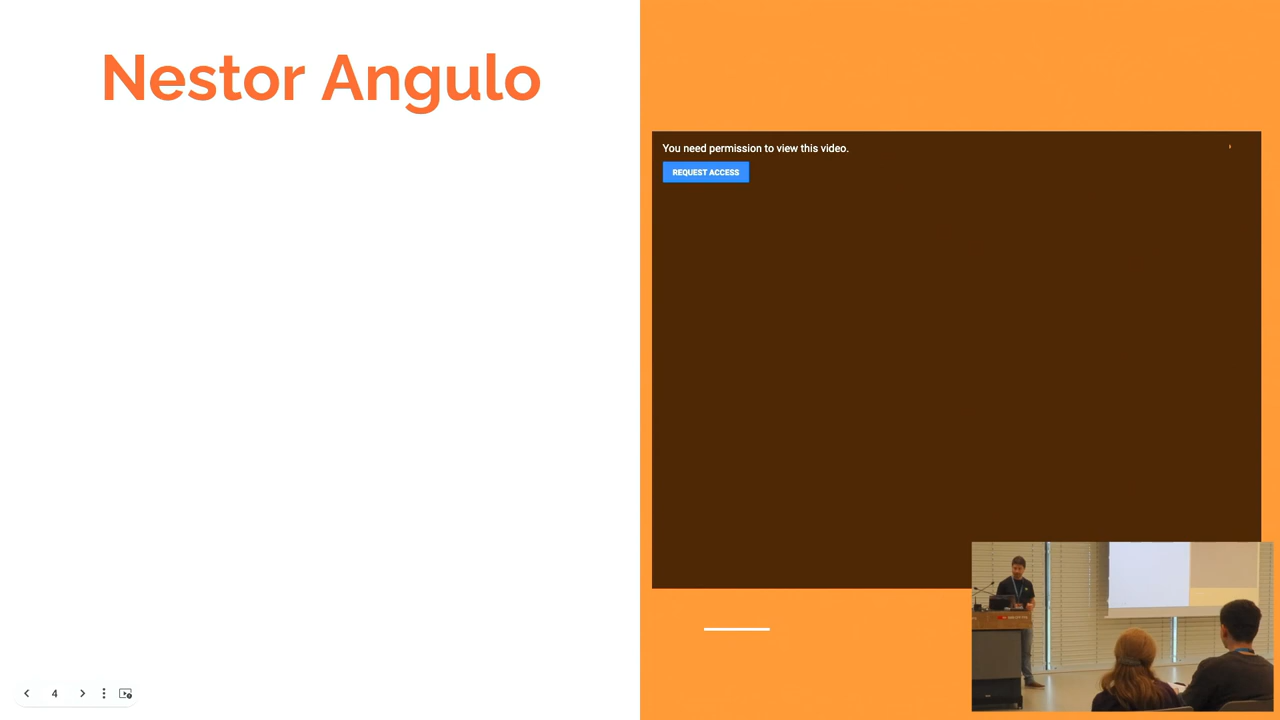 Nestor Angulo
You need permission to view this video.
REQUEST ACCESS
4